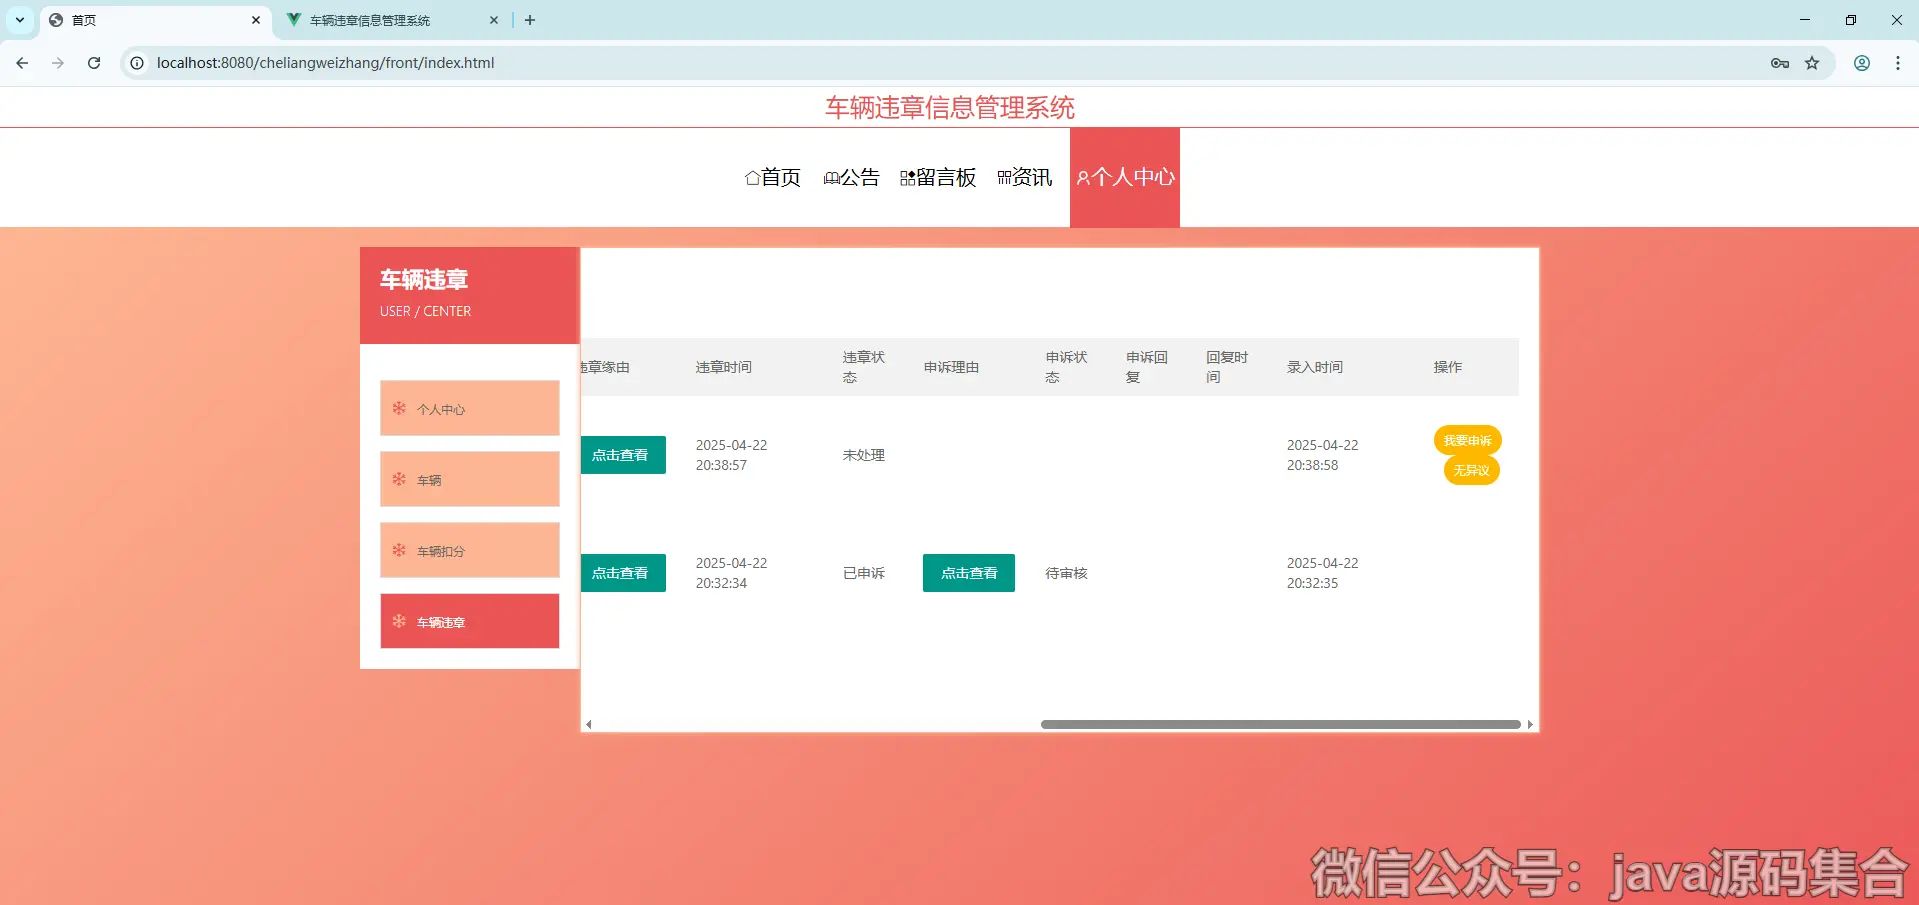 首页
车辆违章信息管理系统
localhost:8080/cheliangweizhang/front/index.html
车辆违章信息管理系统
首页 公告 留言板 资讯 个人中心
车辆违章
USER / CENTER
个人中心
车辆
车辆扣分
车辆违章
违章缘由 违章时间 违章状态 申诉理由 申诉状态 申诉回复 回复时间 录入时间 操作
点击查看 2025-04-22 20:38:57 未处理 2025-04-22 20:38:58 我要申诉 无异议
点击查看 2025-04-22 20:32:34 已申诉 点击查看 待审核 2025-04-22 20:32:35
微信公众号：java源码集合